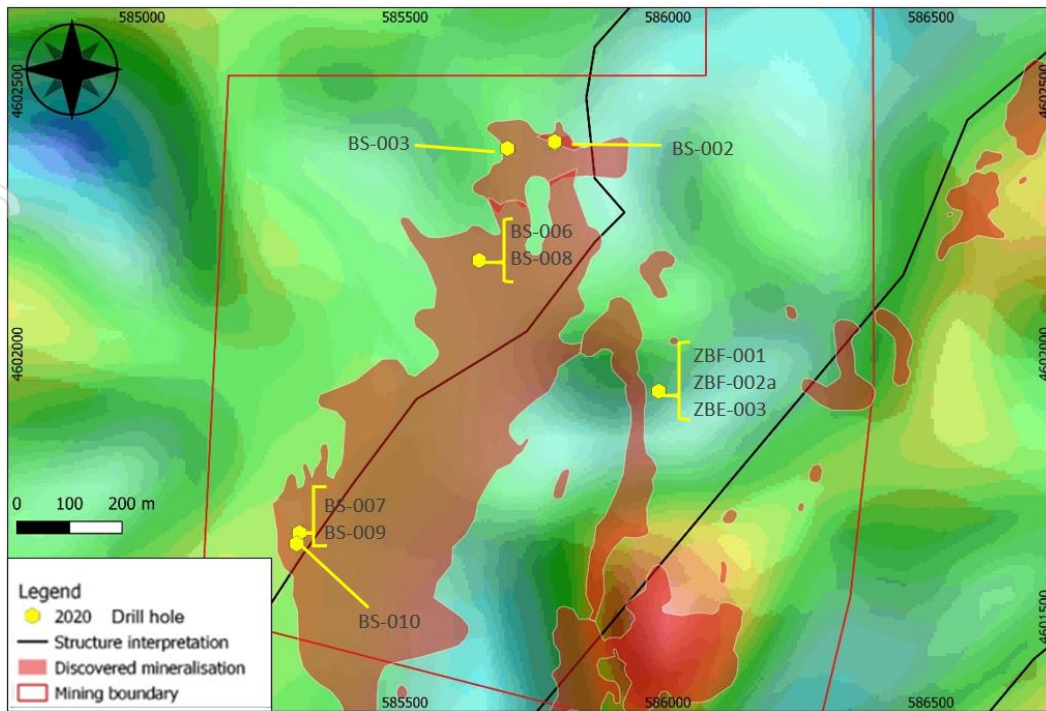 585000
585500
586000
586500
4602500
4602500
BS-003
BS-002
BS-006
BS-008
4602000
4602000
ZBF-001
ZBF-002a
ZBE-003
BS-007
BS-009
0 100 200 m
BS-010
4601500
Legend
2020 Drill hole
Structure interpretation
Discovered mineralisation
Mining boundary
585500
586000
586500